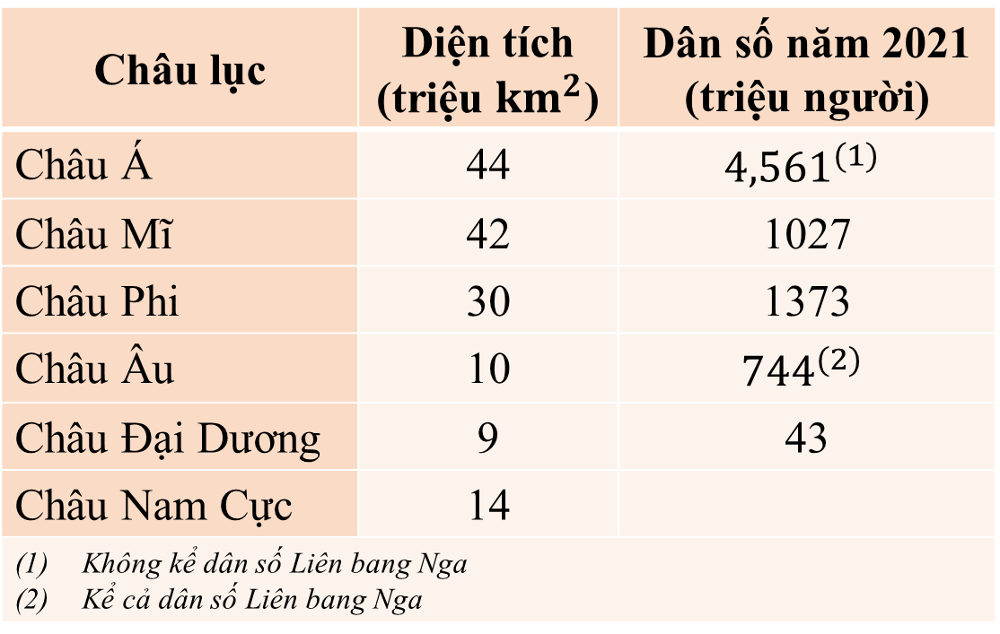 Châu lục | Diện tích (triệu km²) | Dân số năm 2021 (triệu người)
Châu Á | 44 | 4,561⁽¹⁾
Châu Mĩ | 42 | 1027
Châu Phi | 30 | 1373
Châu Âu | 10 | 744⁽²⁾
Châu Đại Dương | 9 | 43
Châu Nam Cực | 14 |
(1) Không kể dân số Liên bang Nga
(2) Kể cả dân số Liên bang Nga